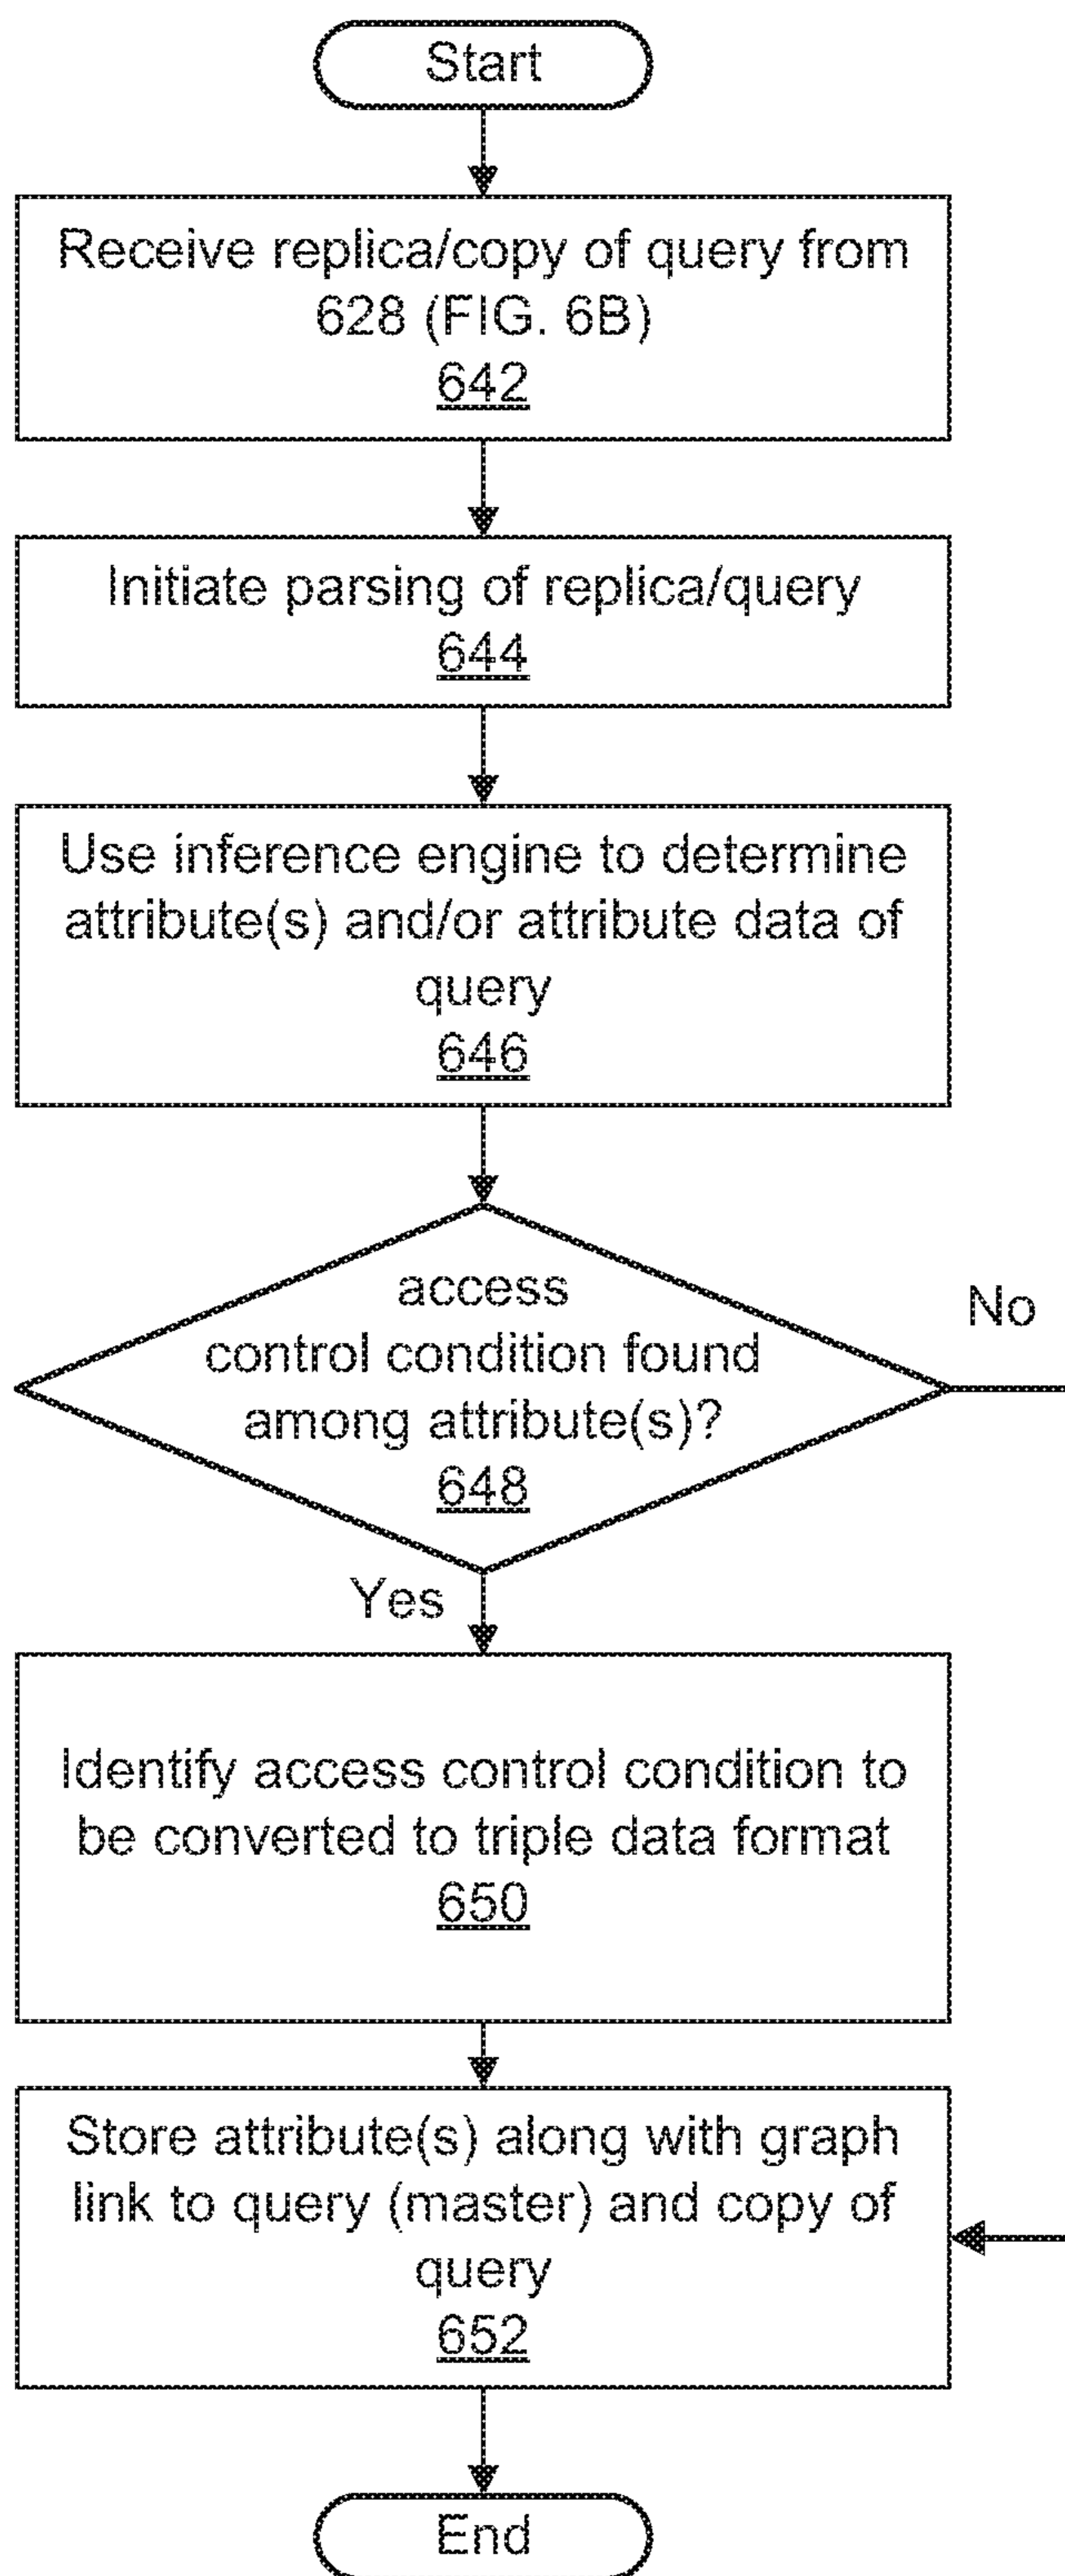 Start
Receive replica/copy of query from
628 (FIG. 6B)
642
Initiate parsing of replica/query
644
Use inference engine to determine
attribute(s) and/or attribute data of
query
646
access
control condition found
among attribute(s)?
648
No
Yes
Identify access control condition to
be converted to triple data format
650
Store attribute(s) along with graph
link to query (master) and copy of
query
652
End